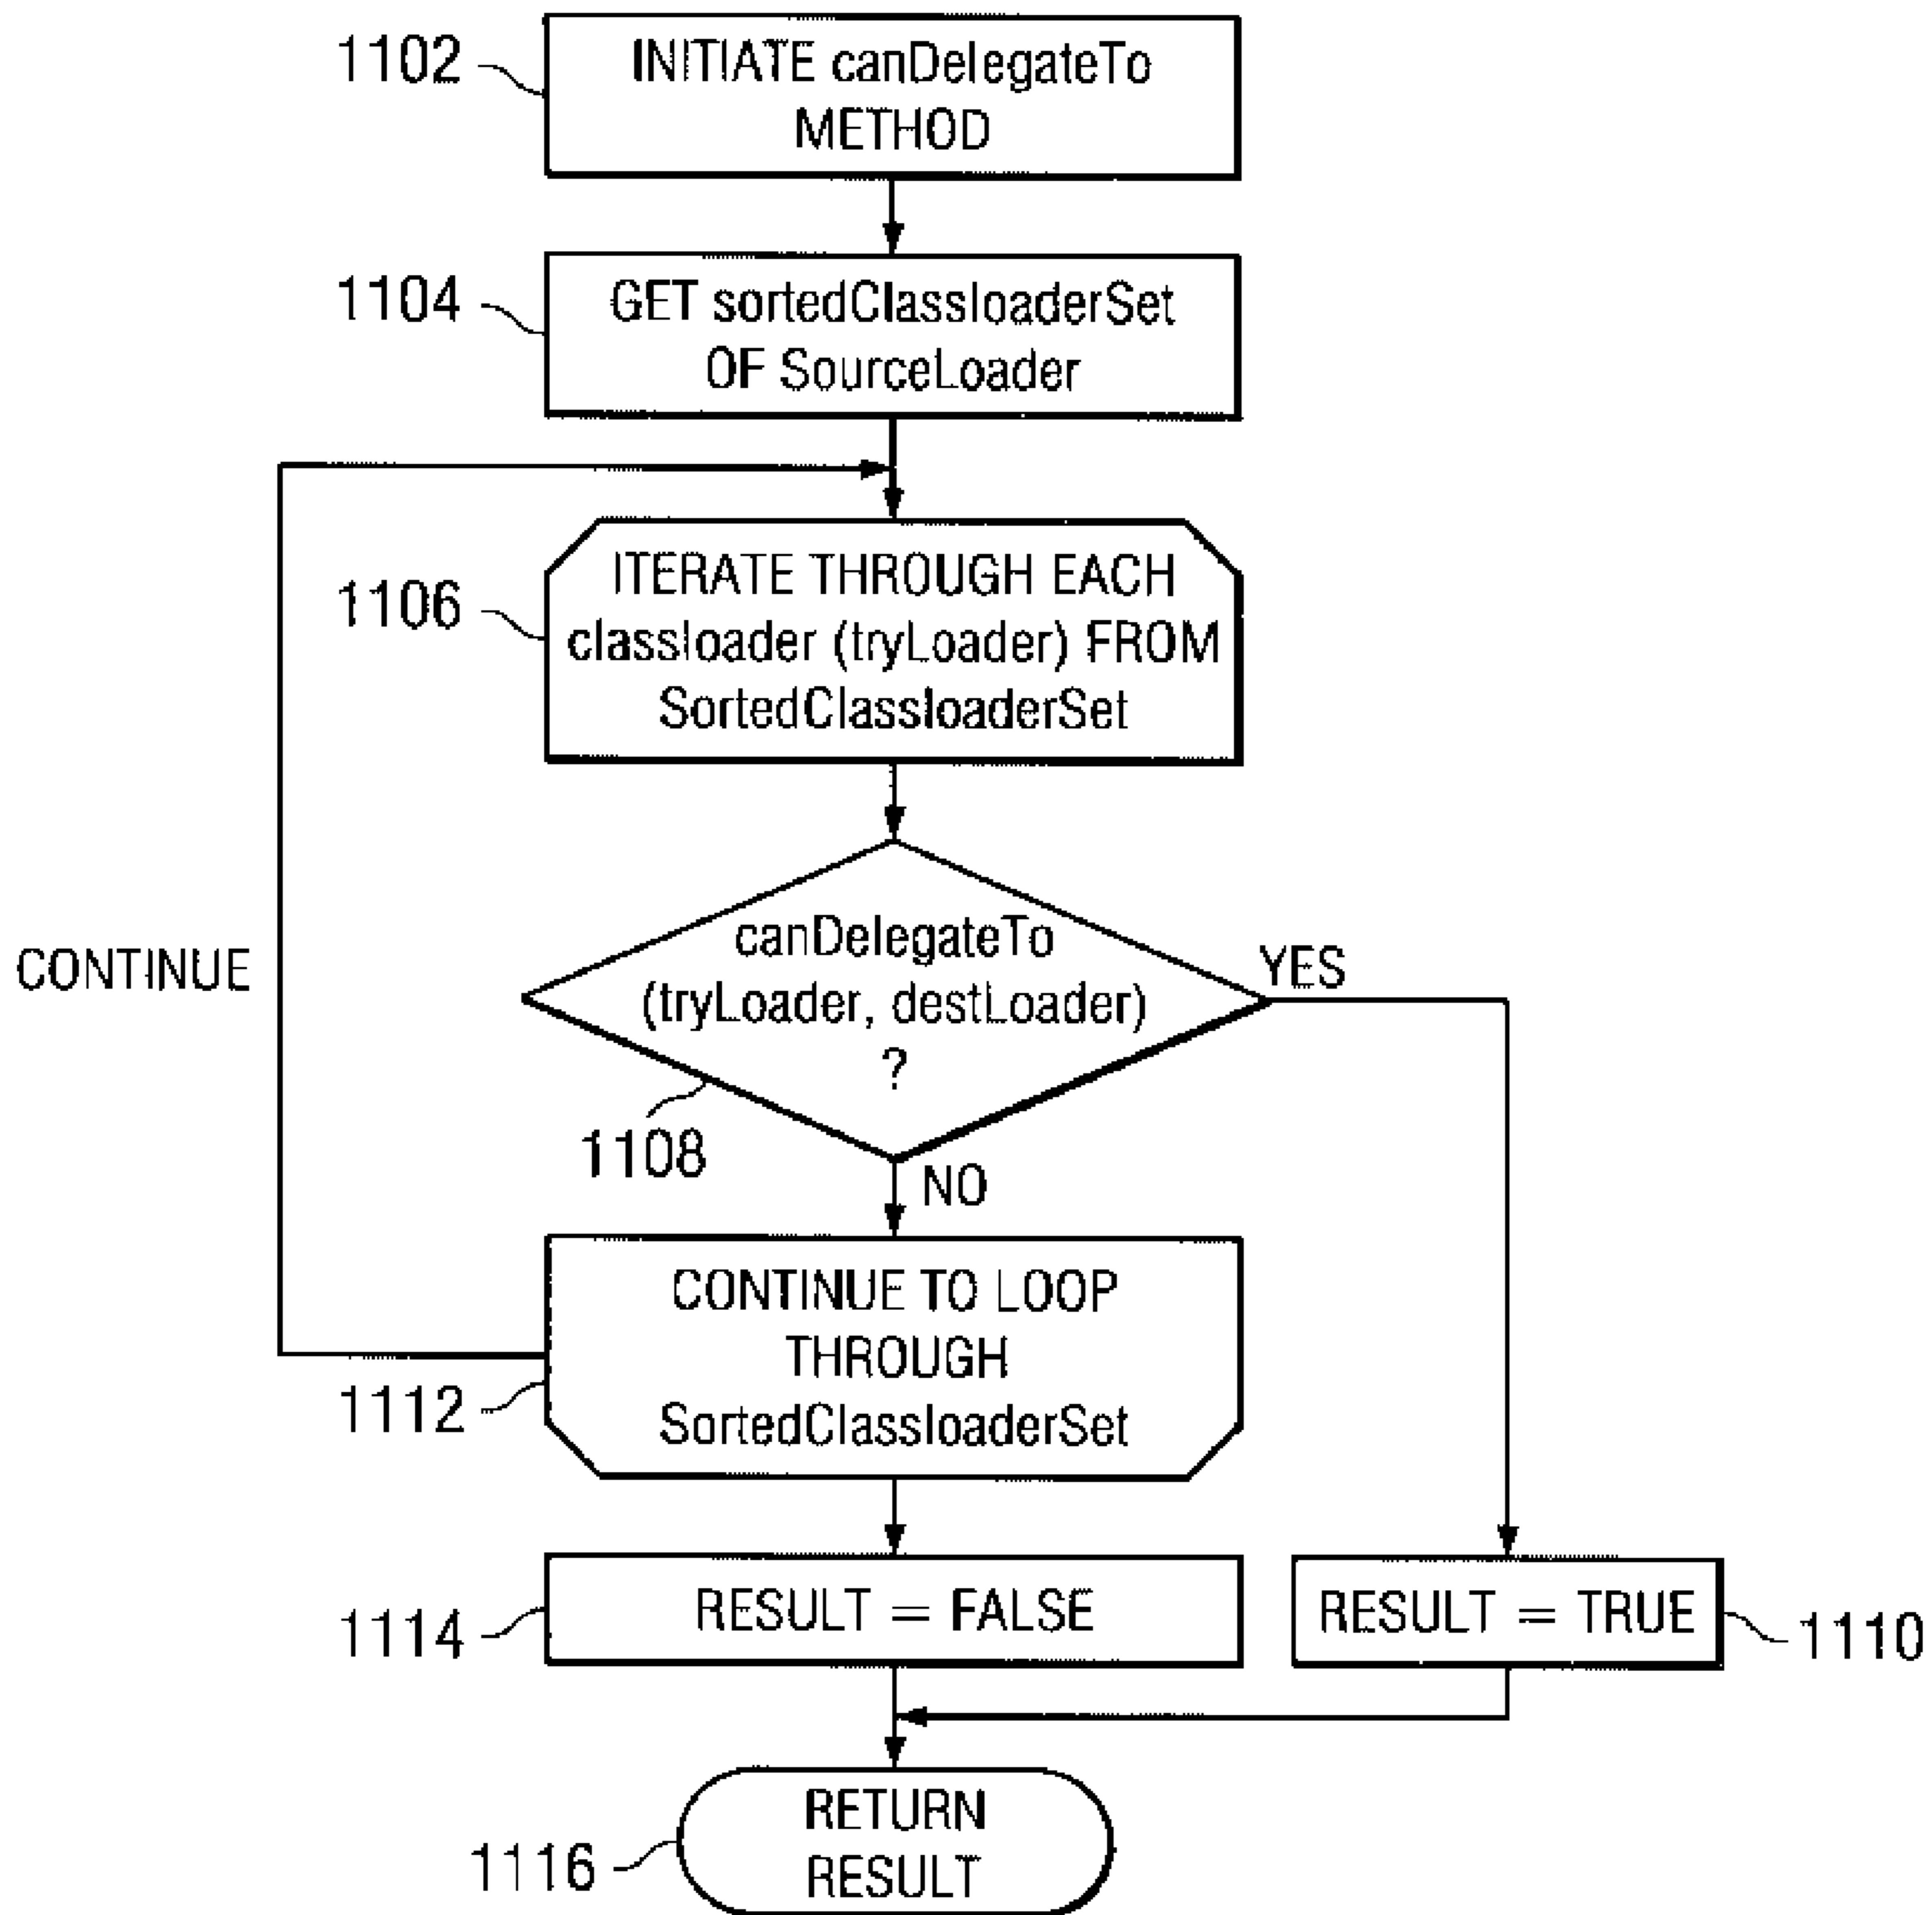 1102
INITIATE canDelegateTo
METHOD
1104
GET sortedClassloaderSet
OF SourceLoader
1106
ITERATE THROUGH EACH
classloader (tryLoader) FROM
SortedClassloaderSet
CONTINUE
canDelegateTo
(tryLoader, destLoader)
?
YES
1108
NO
1112
CONTINUE TO LOOP
THROUGH
SortedClassloaderSet
1114
RESULT = FALSE
RESULT = TRUE
1110
1116
RETURN
RESULT